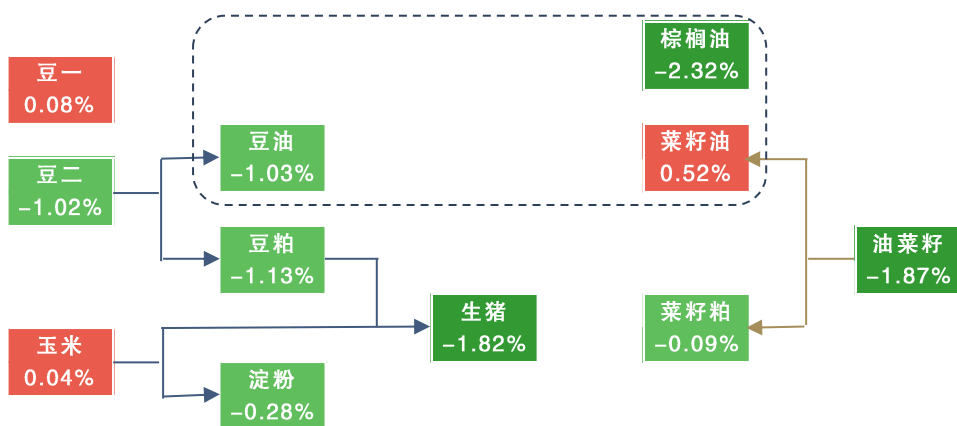 棕榈油
-2.32%
豆一
0.08%
豆油
-1.03%
菜籽油
0.52%
豆二
-1.02%
豆粕
-1.13%
油菜籽
-1.87%
生猪
-1.82%
菜籽粕
-0.09%
玉米
0.04%
淀粉
-0.28%